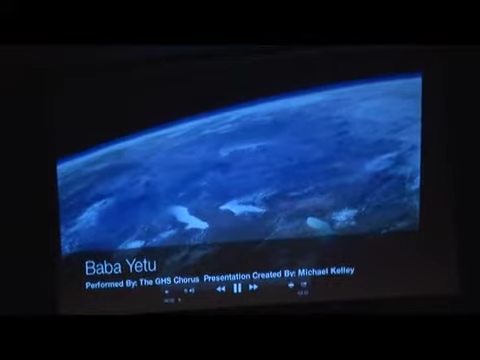 Baba Yetu
Performed By: The GHS Chorus Presentation Created By: Michael Kelley